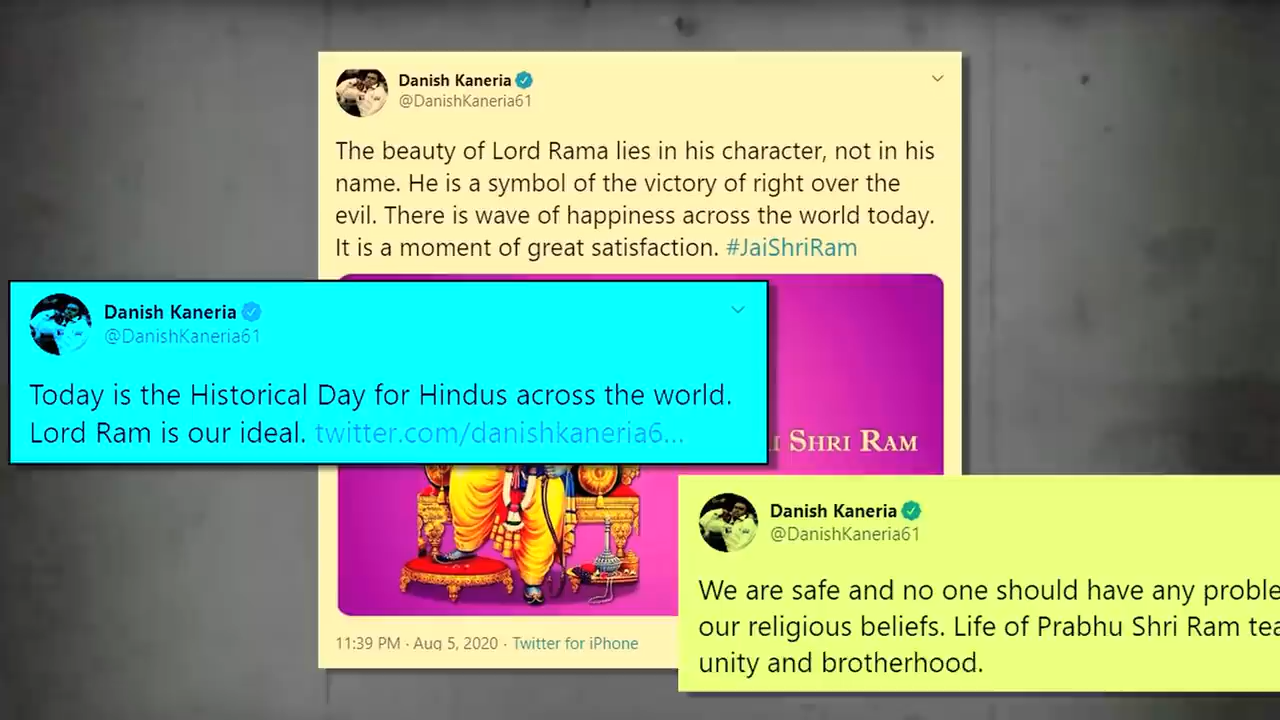 Danish Kaneria
@DanishKaneria61
The beauty of Lord Rama lies in his character, not in his
name. He is a symbol of the victory of right over the
evil. There is wave of happiness across the world today.
It is a moment of great satisfaction. #JaiShriRam
Danish Kaneria
@DanishKaneria61
Today is the Historical Day for Hindus across the world.
Lord Ram is our ideal. twitter.com/danishkaneria6...
SHRI RAM
Danish Kaneria
@DanishKaneria61
We are safe and no one should have any
our religious beliefs. Life of Prabhu Shri Ram
unity and brotherhood.
11:39 PM · Aug 5, 2020 · Twitter for iPhone